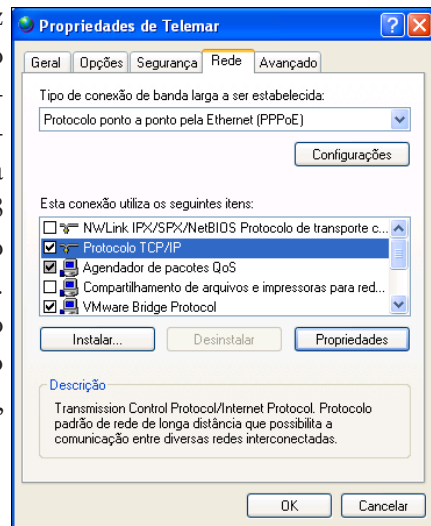 Propriedades de Telemar
Geral Opções Segurança Rede Avançado
Tipo de conexão de banda larga a ser estabelecida:
Protocolo ponto a ponto pela Ethernet (PPPoE)
Configurações
Esta conexão utiliza os seguintes itens:
NWLink IPX/SPX/NetBIOS Protocolo de transporte c...
Protocolo TCP/IP
Agendador de pacotes QoS
Compartilhamento de arquivos e impressoras para red...
VMware Bridge Protocol
Instalar... Desinstalar Propriedades
Descrição
Transmission Control Protocol/Internet Protocol. Protocolo
padrão de rede de longa distância que possibilita a
comunicação entre diversas redes interconectadas.
OK Cancelar